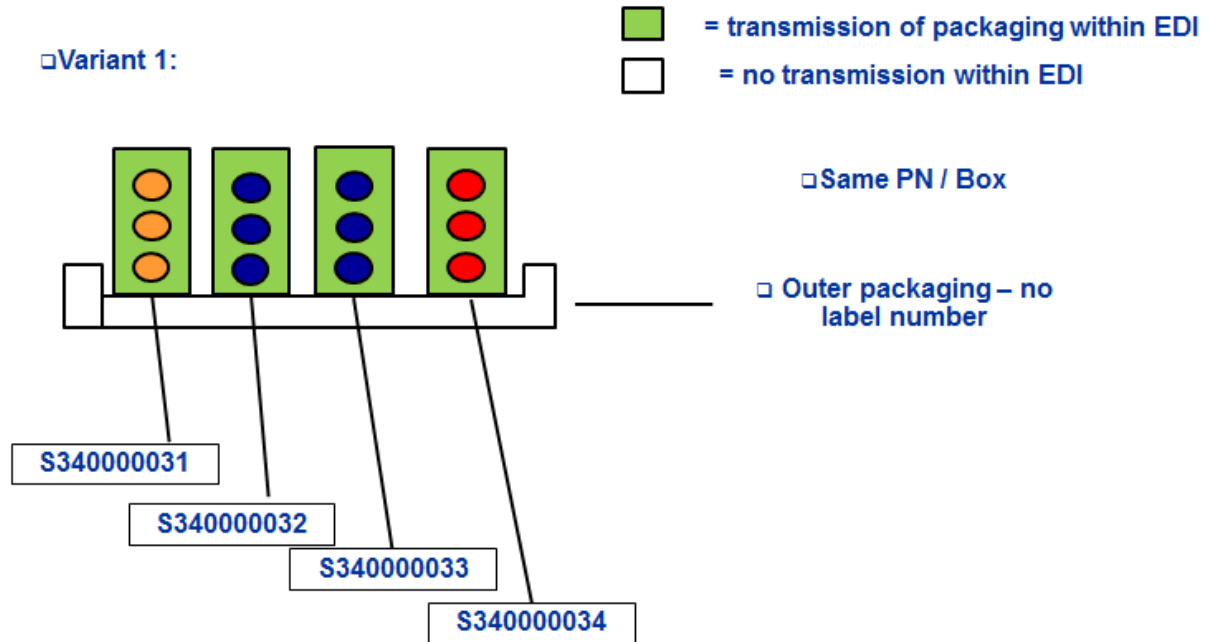 = transmission of packaging within EDI
❑Variant 1:
= no transmission within EDI
❑Same PN / Box
❑ Outer packaging – no
label number
S340000031
S340000032
S340000033
S340000034